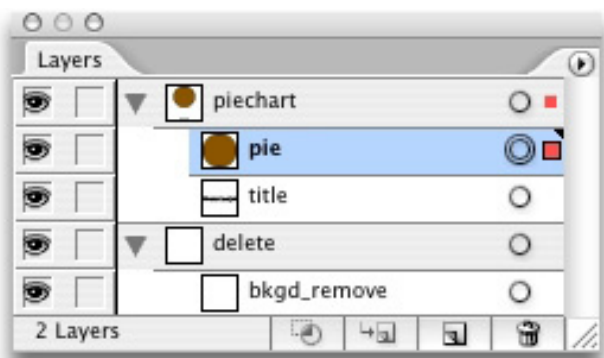 Layers
piechart
pie
title
delete
bkgd_remove
2 Layers